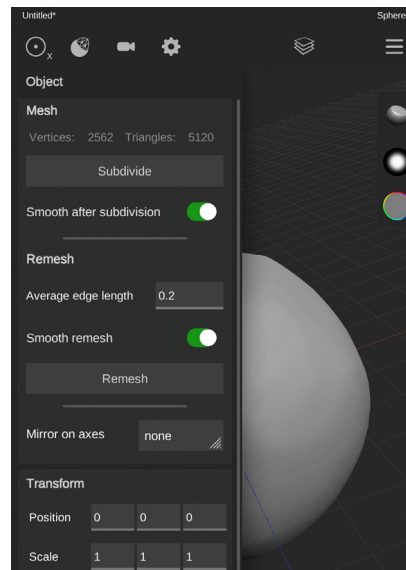 Untitled* Sphere
x
Object
Mesh
Vertices: 2562 Triangles: 5120
Subdivide
Smooth after subdivision
Remesh
Average edge length 0.2
Smooth remesh
Remesh
Mirror on axes none
Transform
Position 0 0 0
Scale 1 1 1